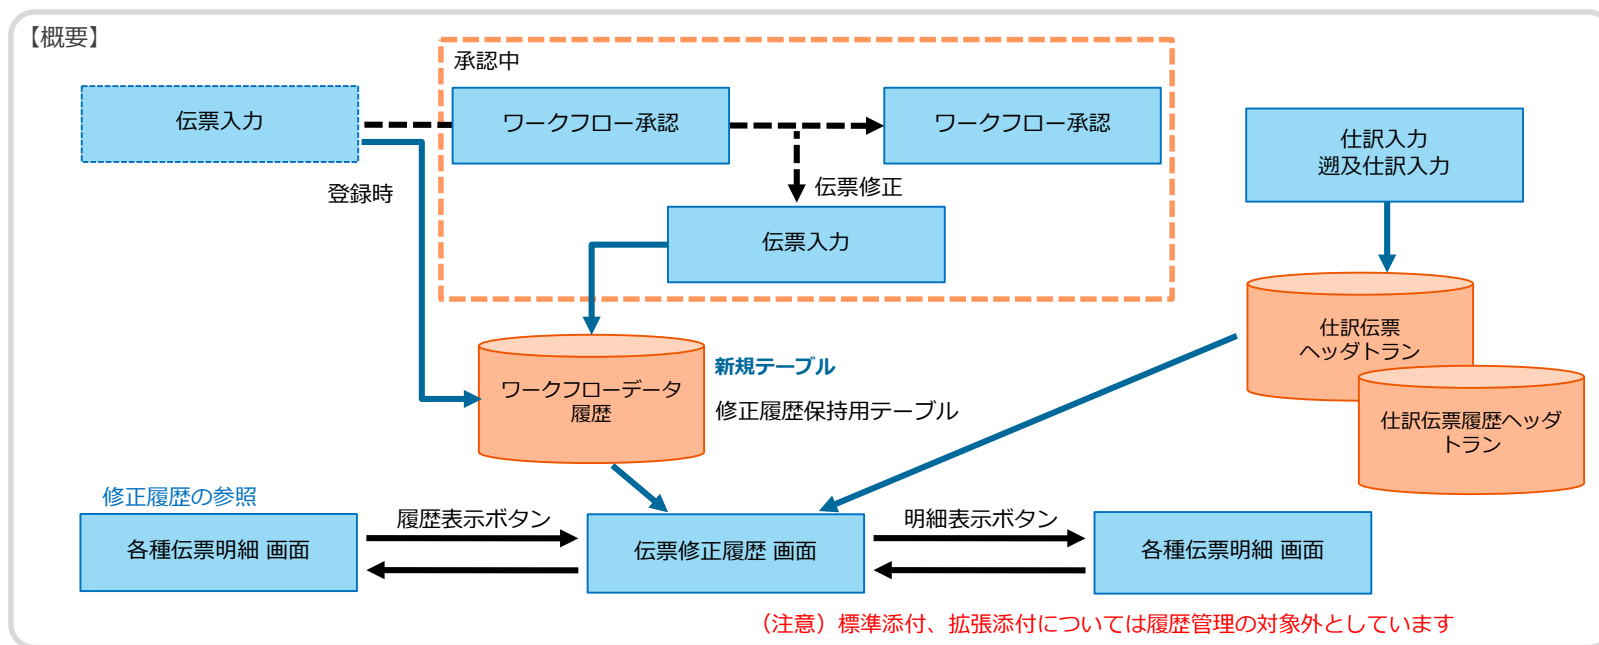 【概要】
承認中
伝票入力
ワークフロー承認
ワークフロー承認
仕訳入力
遡及仕訳入力
登録時
伝票修正
伝票入力
仕訳伝票
ヘッダトラン
新規テーブル
ワークフローデータ
履歴
修正履歴保持用テーブル
仕訳伝票履歴ヘッダ
トラン
修正履歴の参照
履歴表示ボタン
明細表示ボタン
各種伝票明細 画面
伝票修正履歴 画面
各種伝票明細 画面
（注意）標準添付、拡張添付については履歴管理の対象外としています